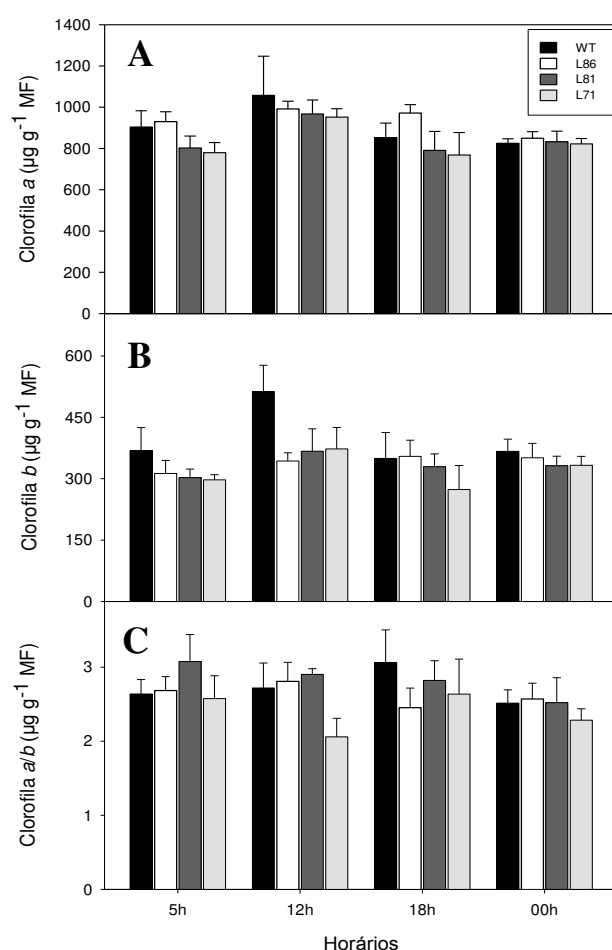 A
WT
L86
L81
L71
1400
1200
1000
800
600
400
200
0
Clorofila a (µg g-1 MF)
B
600
450
300
150
0
Clorofila b (µg g-1 MF)
C
3
2
1
0
Clorofila a/b (µg g-1 MF)
5h 12h 18h 00h
Horários